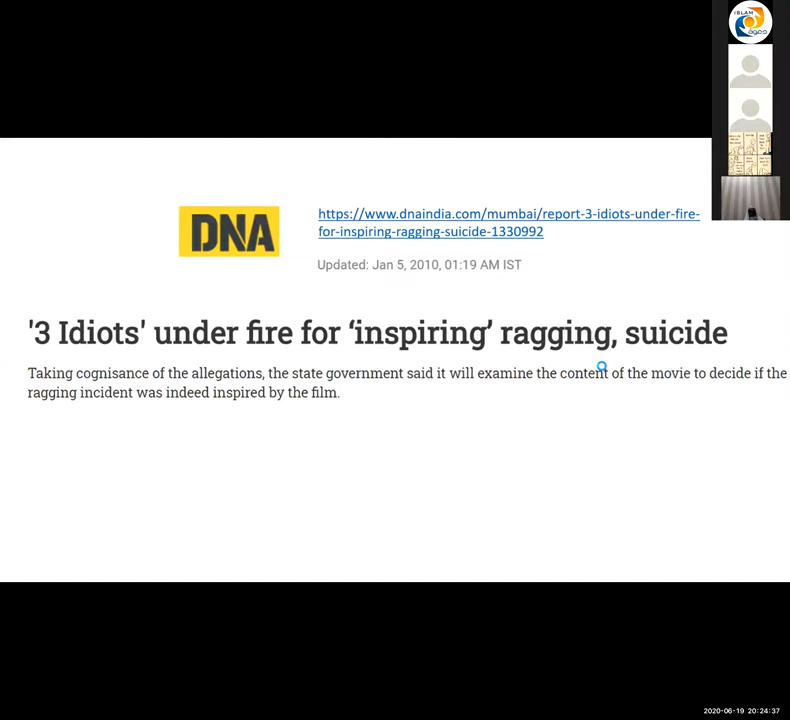 ISLAM
دعوة
DNA
https://www.dnaindia.com/mumbai/report-3-idiots-under-fire-
for-inspiring-ragging-suicide-1330992
Updated: Jan 5, 2010, 01:19 AM IST
'3 Idiots' under fire for ‘inspiring’ ragging, suicide
Taking cognisance of the allegations, the state government said it will examine the content of the movie to decide if the
ragging incident was indeed inspired by the film.
2020-06-19 20:24:37